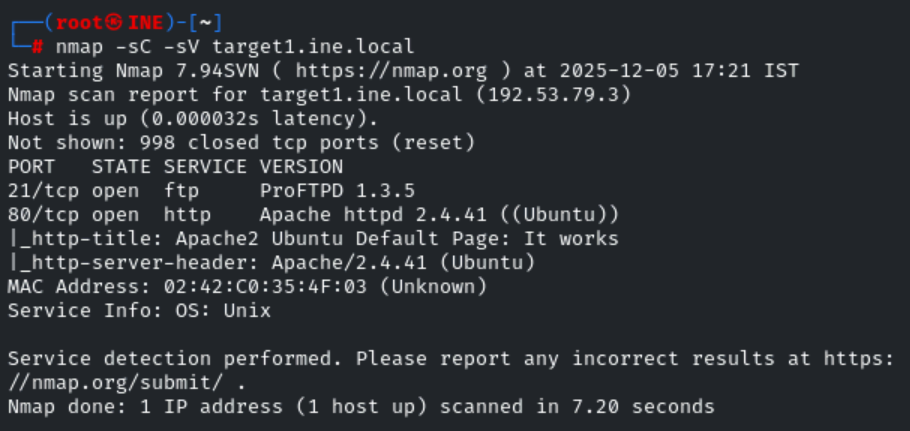 ┌──(root㉿INE)-[~]
└─# nmap -sC -sV target1.ine.local
Starting Nmap 7.94SVN ( https://nmap.org ) at 2025-12-05 17:21 IST
Nmap scan report for target1.ine.local (192.53.79.3)
Host is up (0.000032s latency).
Not shown: 998 closed tcp ports (reset)
PORT   STATE SERVICE VERSION
21/tcp open  ftp     ProFTPD 1.3.5
80/tcp open  http    Apache httpd 2.4.41 ((Ubuntu))
|_http-title: Apache2 Ubuntu Default Page: It works
|_http-server-header: Apache/2.4.41 (Ubuntu)
MAC Address: 02:42:C0:35:4F:03 (Unknown)
Service Info: OS: Unix

Service detection performed. Please report any incorrect results at https:
//nmap.org/submit/ .
Nmap done: 1 IP address (1 host up) scanned in 7.20 seconds